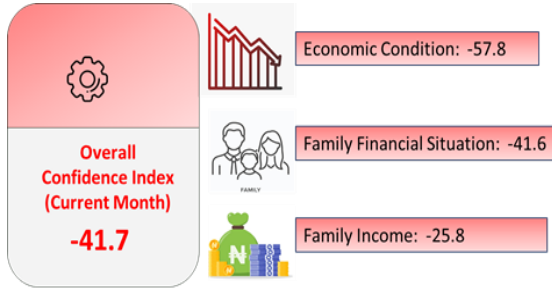 Overall
Confidence Index
(Current Month)
-41.7
Economic Condition: -57.8
Family Financial Situation: -41.6
FAMILY
₦
Family Income: -25.8